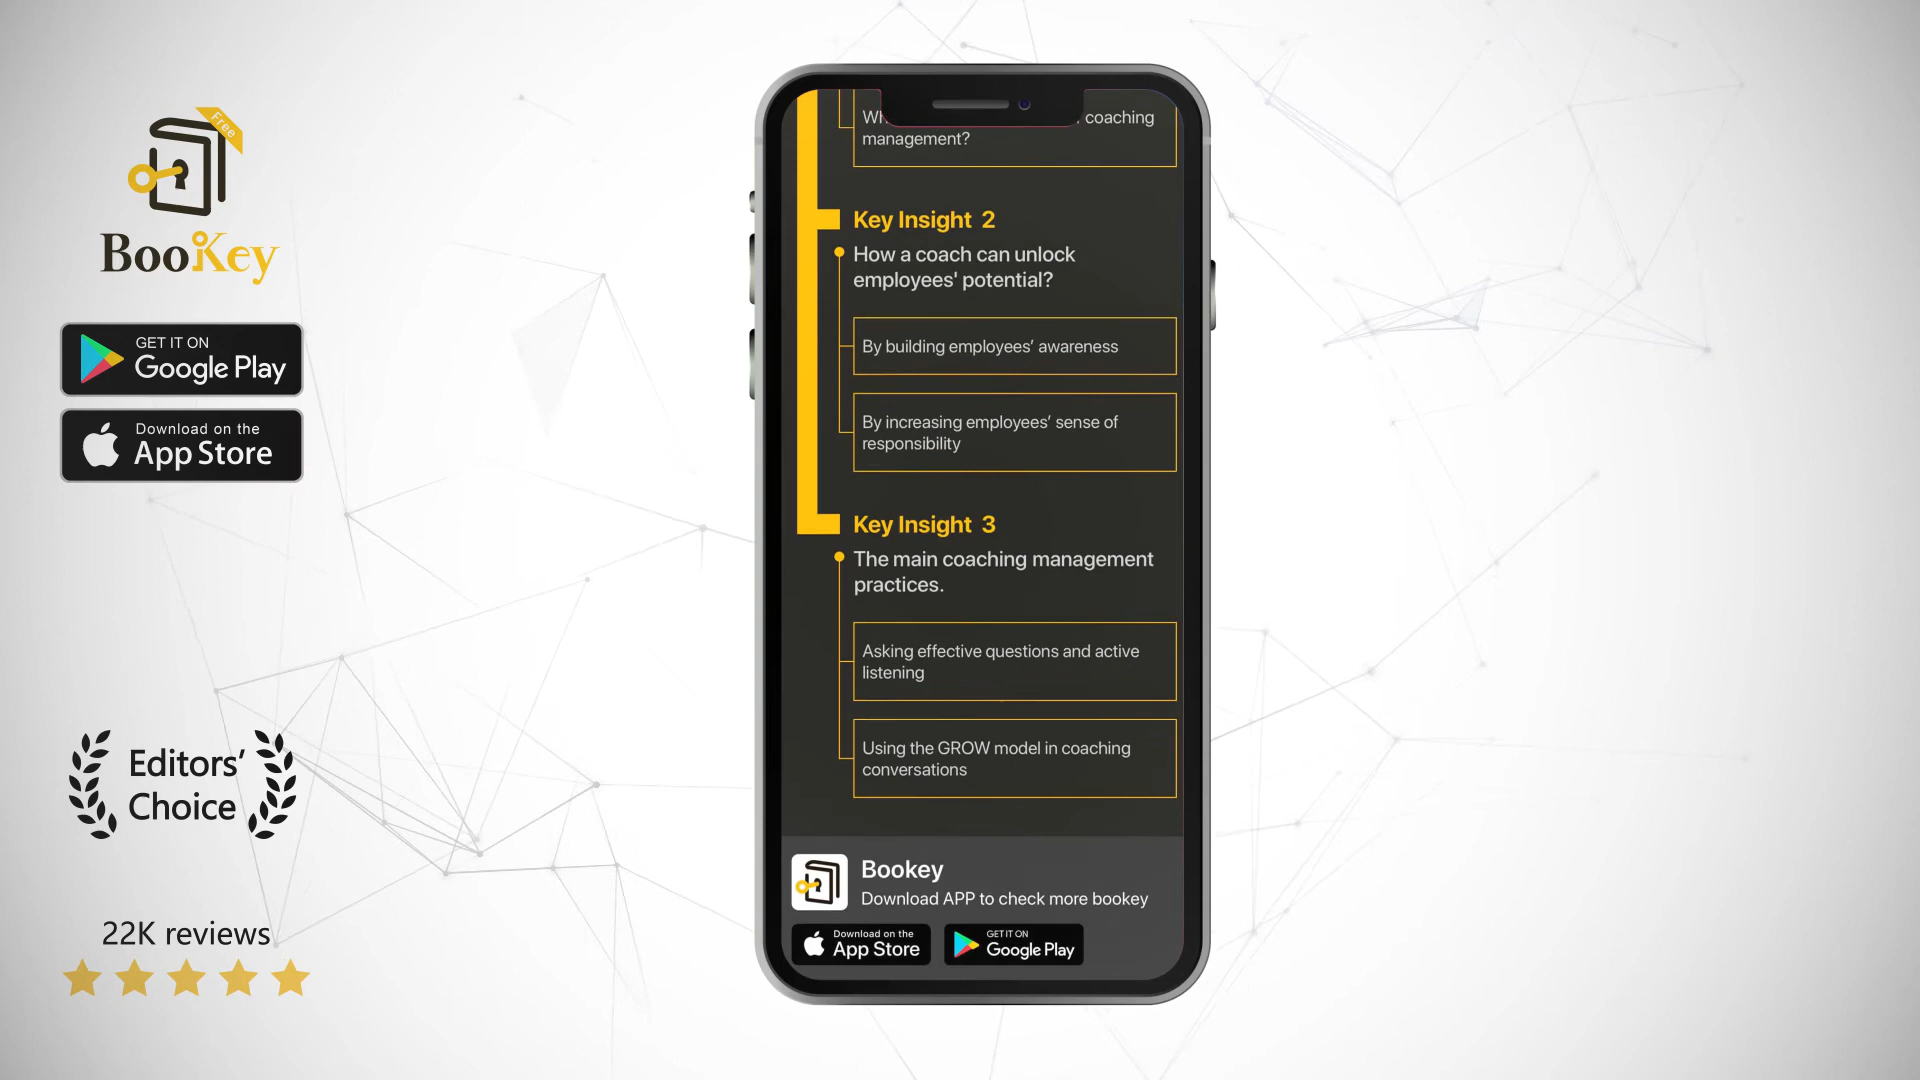 Free
BooKey
GET IT ON
Google Play
Download on the
App Store
Editors'
Choice
22K reviews
coaching
management?
Key Insight 2
How a coach can unlock
employees' potential?
By building employees' awareness
By increasing employees' sense of
responsibility
Key Insight 3
The main coaching management
practices.
Asking effective questions and active
listening
Using the GROW model in coaching
conversations
Bookey
Download APP to check more bookey
Download on the
App Store
GET IT ON
Google Play